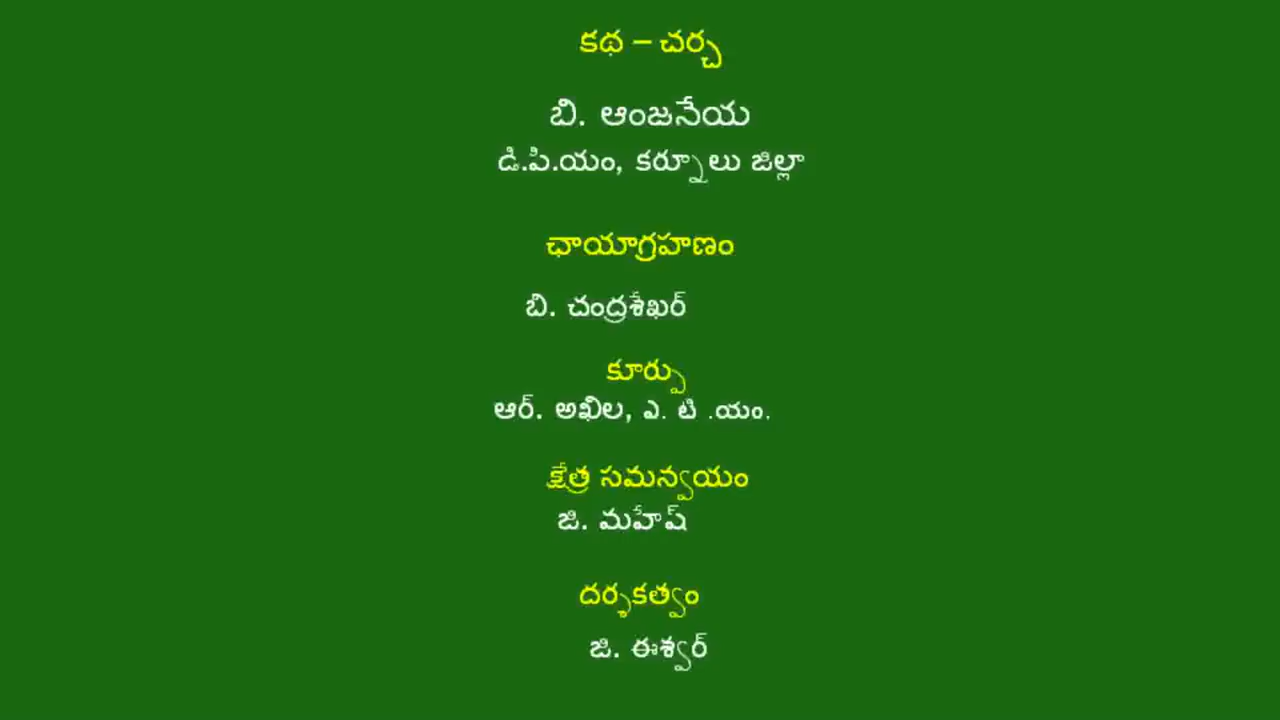 కథ – చర్చ
బి. ఆంజనేయ
డి.పి.యం, కర్నూలు జిల్లా
ఛాయాగ్రహణం
బి. చంద్రశేఖర్
కూర్పు
ఆర్. అఖిల, ఎ. టి .యం.
క్షేత్ర సమన్వయం
జి. మహేష్
దర్శకత్వం
జి. ఈశ్వర్